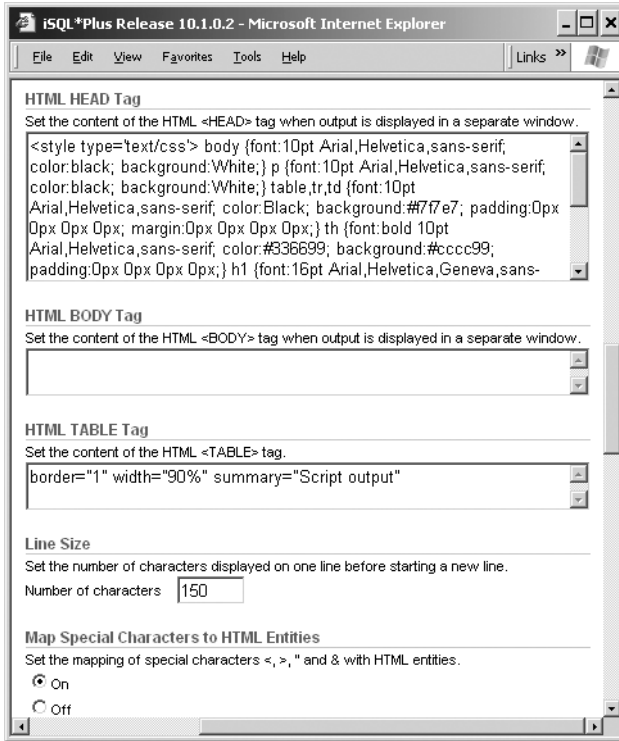 iSQL*Plus Release 10.1.0.2 - Microsoft Internet Explorer
File Edit View Favorites Tools Help Links »
HTML HEAD Tag
Set the content of the HTML <HEAD> tag when output is displayed in a separate window.
<style type='text/css'> body {font:10pt Arial,Helvetica,sans-serif;
color:black; background:White;} p {font:10pt Arial,Helvetica,sans-serif;
color:black; background:White;} table,tr,td {font:10pt
Arial,Helvetica,sans-serif; color:Black; background:#f7f7e7; padding:0px
0px 0px 0px; margin:0px 0px 0px 0px;} th {font:bold 10pt
Arial,Helvetica,sans-serif; color:#336699; background:#cccc99;
padding:0px 0px 0px 0px;} h1 {font:16pt Arial,Helvetica,Geneva,sans-
HTML BODY Tag
Set the content of the HTML <BODY> tag when output is displayed in a separate window.
HTML TABLE Tag
Set the content of the HTML <TABLE> tag.
border="1" width="90%" summary="Script output"
Line Size
Set the number of characters displayed on one line before starting a new line.
Number of characters 150
Map Special Characters to HTML Entities
Set the mapping of special characters <, >, " and & with HTML entities.
On
Off